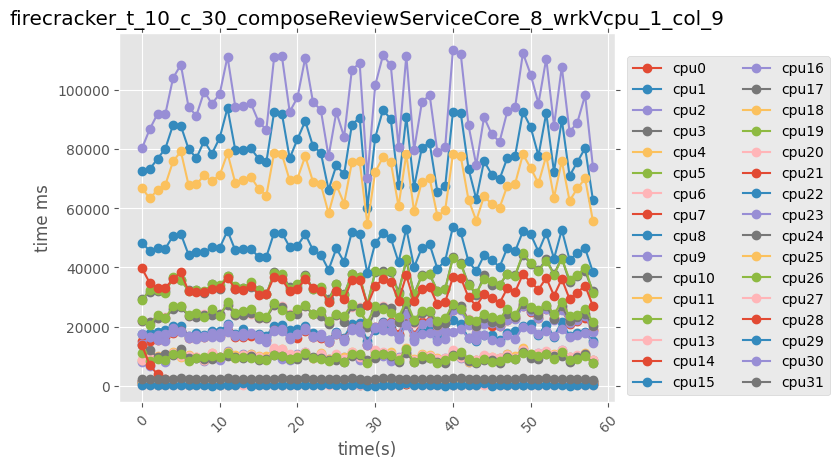 firecracker_t_10_c_30_composeReviewServiceCore_8_wrkVcpu_1_col_9
time ms
100000
80000
60000
40000
20000
0
0
10
20
30
40
50
60
time(s)
cpu0
cpu1
cpu2
cpu3
cpu4
cpu5
cpu6
cpu7
cpu8
cpu9
cpu10
cpu11
cpu12
cpu13
cpu14
cpu15
cpu16
cpu17
cpu18
cpu19
cpu20
cpu21
cpu22
cpu23
cpu24
cpu25
cpu26
cpu27
cpu28
cpu29
cpu30
cpu31